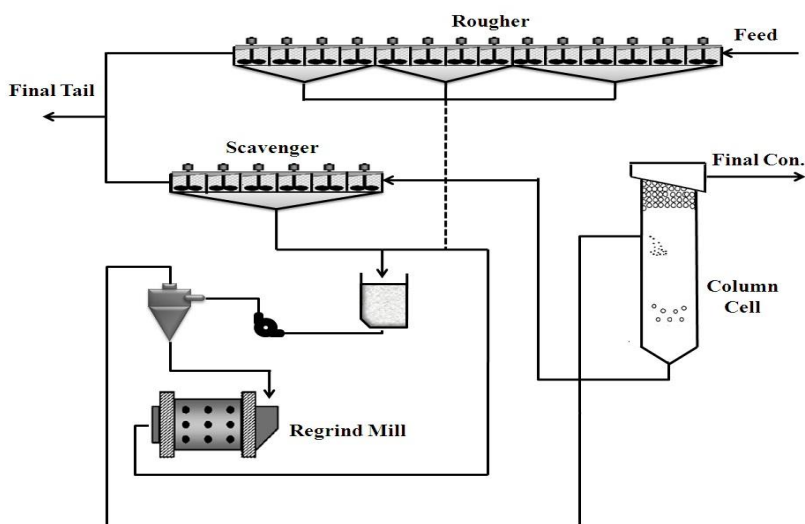 Rougher
Feed
Final Tail
Scavenger
Final Con.
Column
Cell
Regrind Mill